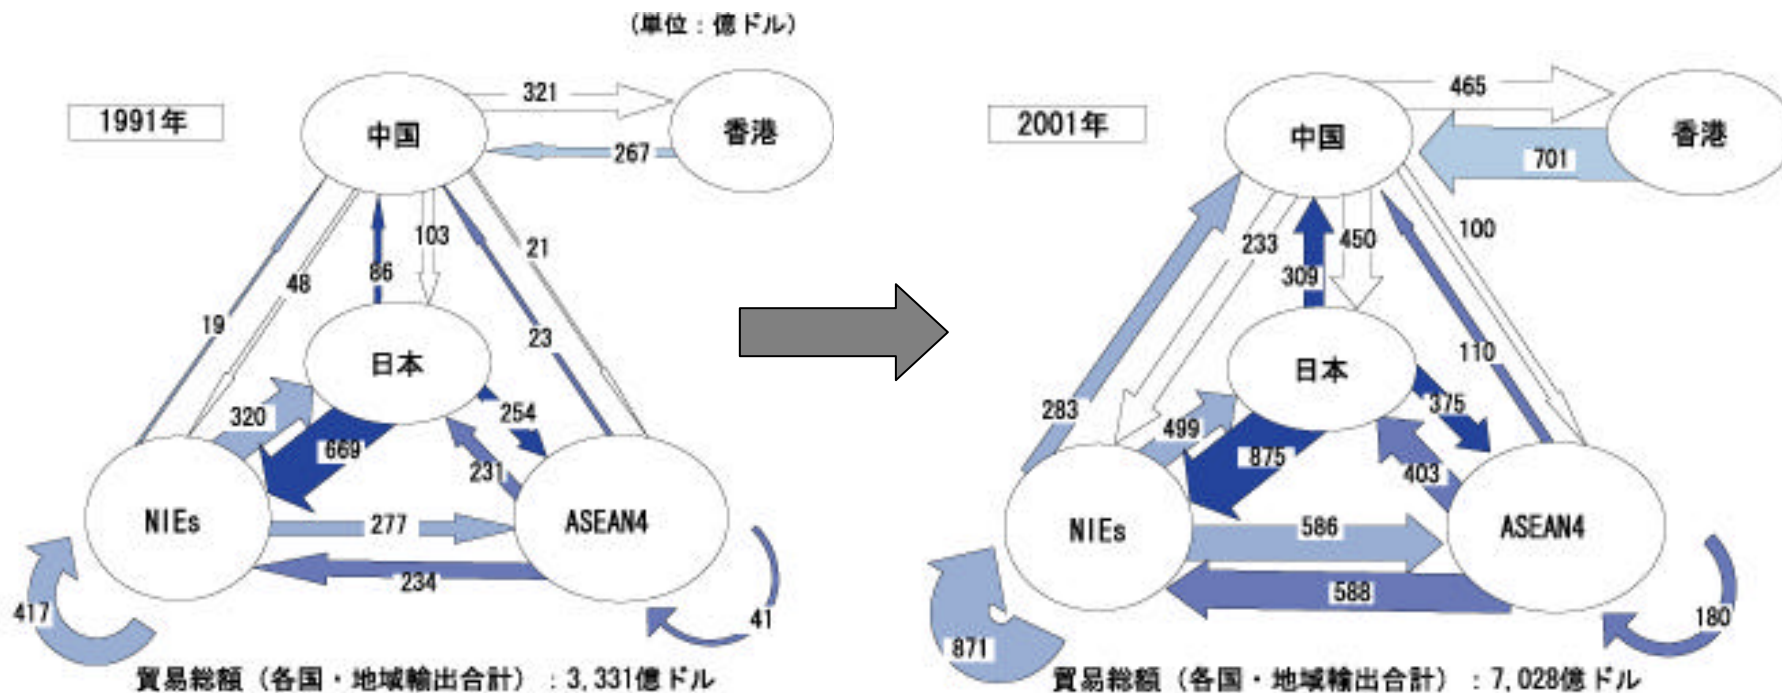 (単位：億ドル)
1991年
中国
321
香港
267
103
86
21
48
19
23
日本
320
254
669
231
NIEs
277
ASEAN4
234
417
41
貿易総額（各国・地域輸出合計）：3,331億ドル
2001年
中国
465
香港
701
233
450
100
309
日本
110
283
375
499
875
403
NIEs
586
ASEAN4
588
871
180
貿易総額（各国・地域輸出合計）：7,028億ドル